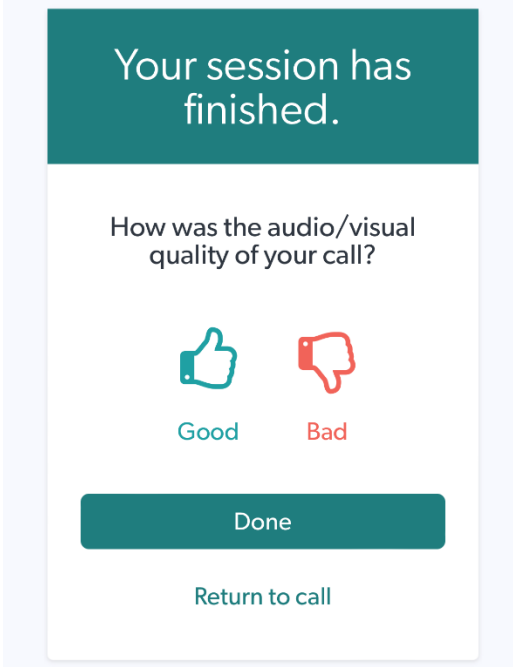 Your session has
finished.
How was the audio/visual
quality of your call?
Good
Bad
Done
Return to call